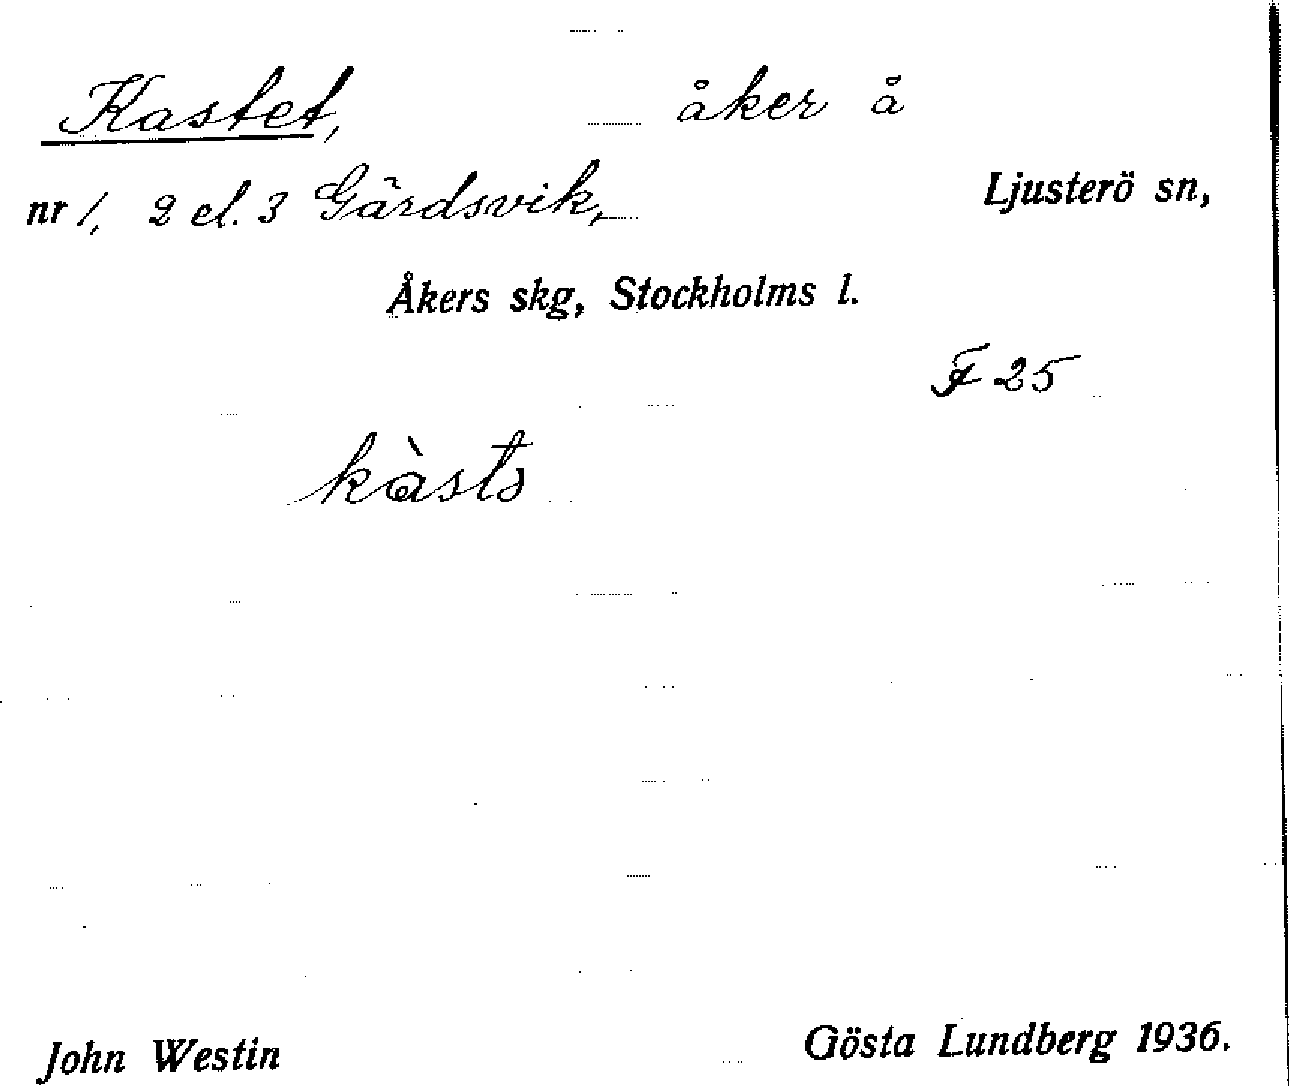 Kastet, åker å
nr 1, 2 el. 3 Gärdsvik, Ljusterö sn,
Åkers skg, Stockholms l.
F 25
kàsts
John Westin Gösta Lundberg 1936.